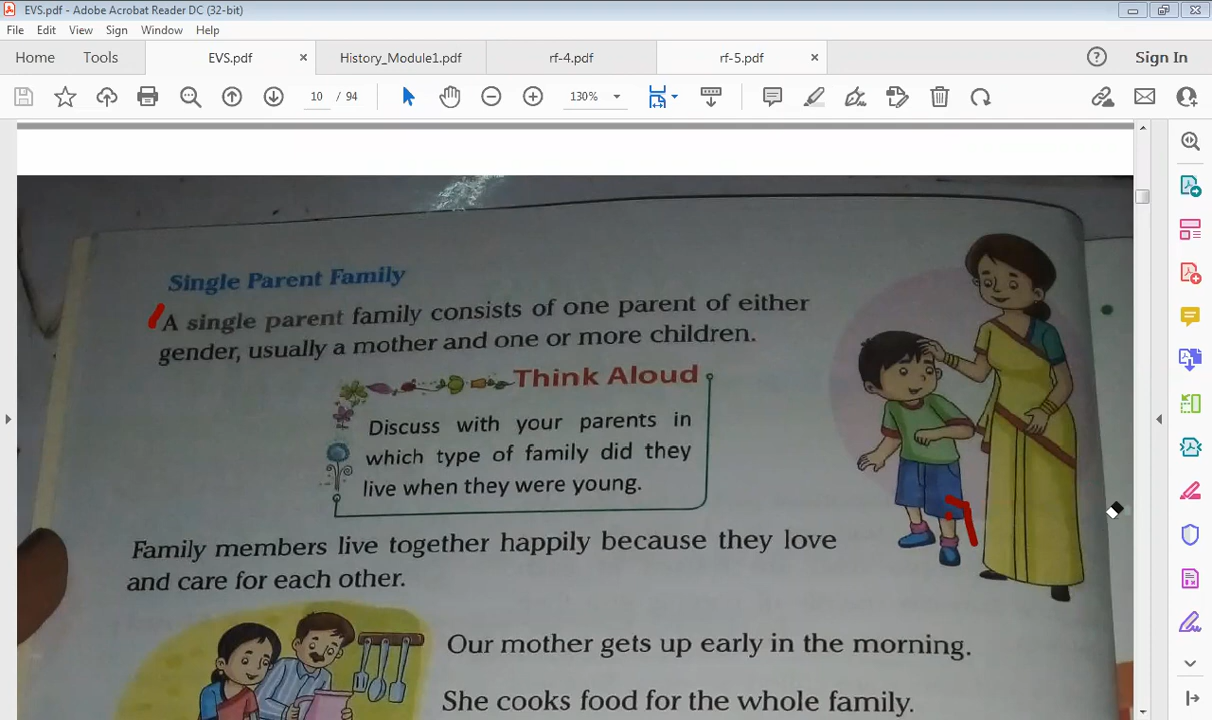 EVS.pdf - Adobe Acrobat Reader DC (32-bit)
File Edit View Sign Window Help
Home Tools EVS.pdf History_Module1.pdf rf-4.pdf rf-5.pdf Sign In
10 / 94 130%
Single Parent Family
A single parent family consists of one parent of either
gender, usually a mother and one or more children.
Think Aloud
Discuss with your parents in
which type of family did they
live when they were young.
Family members live together happily because they love
and care for each other.
Our mother gets up early in the morning.
She cooks food for the whole family.